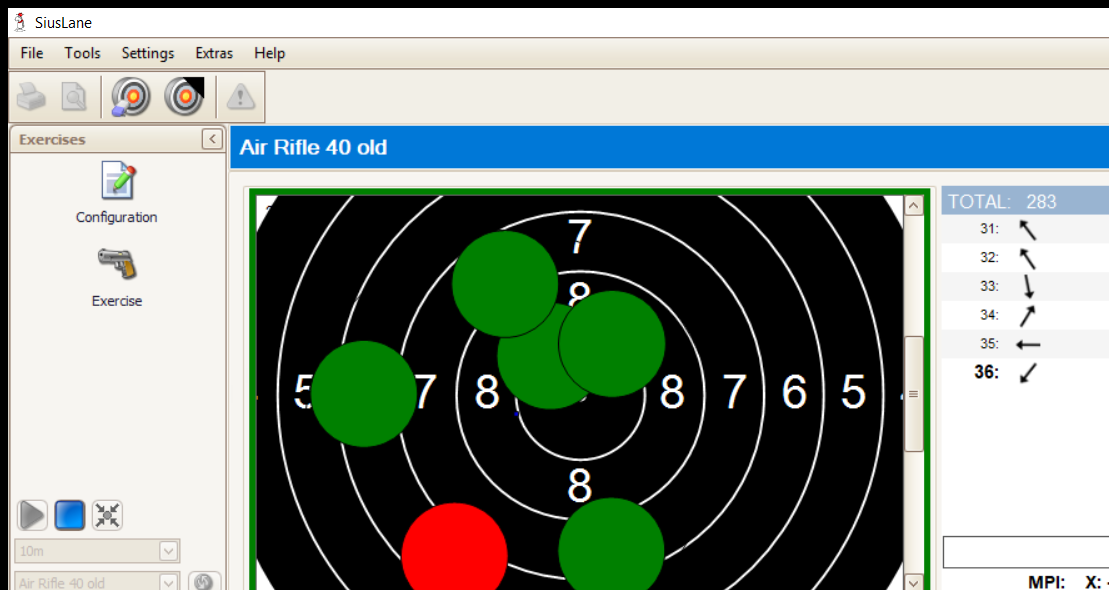 SiusLane
File Tools Settings Extras Help
Exercises
Air Rifle 40 old
Configuration
Exercise
10m
Air Rifle 40 old
7
8
5 7 8 8 7 6 5
8
TOTAL: 283
31:
32:
33:
34:
35:
36:
MPI: X: -